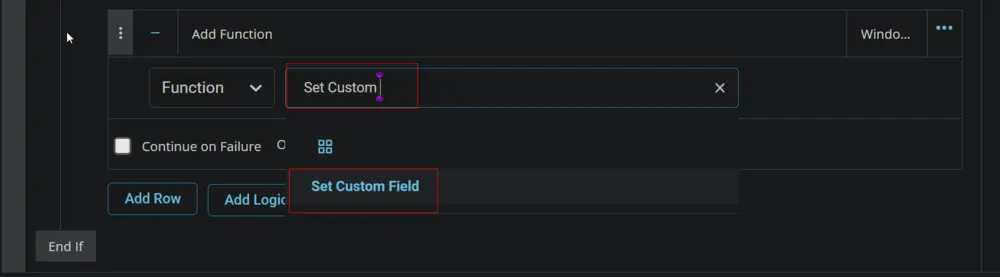 Add Function
Windo...
Function
Set Custom
Continue on Failure
O
Set Custom Field
Add Row
Add Logic
End If